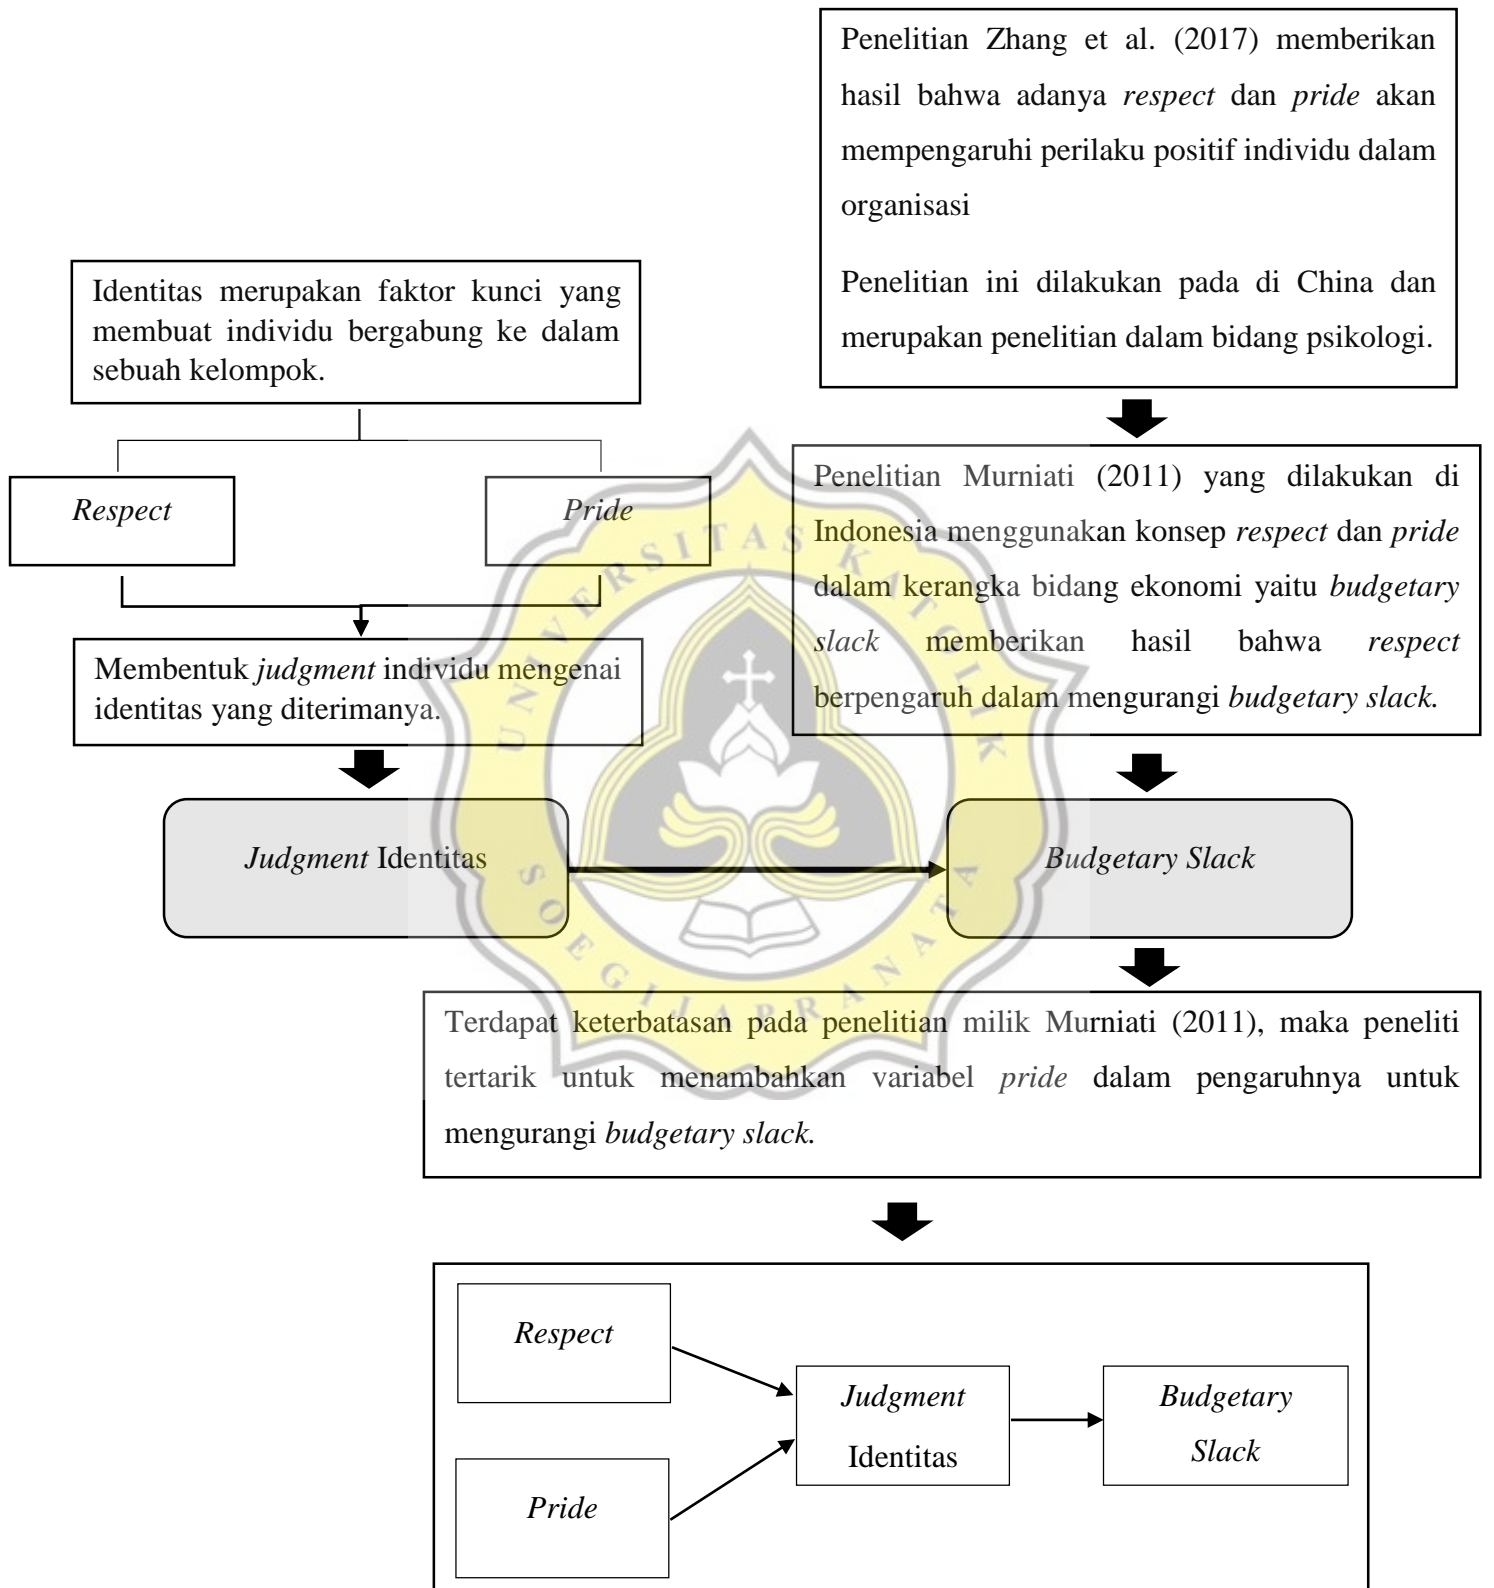 Penelitian Zhang et al. (2017) memberikan
hasil bahwa adanya respect dan pride akan
mempengaruhi perilaku positif individu dalam
organisasi
Penelitian ini dilakukan pada di China dan
merupakan penelitian dalam bidang psikologi.
Identitas merupakan faktor kunci yang
membuat individu bergabung ke dalam
sebuah kelompok.
Respect
Pride
Membentuk judgment individu mengenai
identitas yang diterimanya.
Penelitian Murniati (2011) yang dilakukan di
Indonesia menggunakan konsep respect dan pride
dalam kerangka bidang ekonomi yaitu budgetary
slack memberikan hasil bahwa respect
berpengaruh dalam mengurangi budgetary slack.
UNIVERSITAS KATOLIK
SOEGIJAPRANATA
Judgment Identitas
Budgetary Slack
Terdapat keterbatasan pada penelitian milik Murniati (2011), maka peneliti
tertarik untuk menambahkan variabel pride dalam pengaruhnya untuk
mengurangi budgetary slack.
Respect
Pride
Judgment
Identitas
Budgetary
Slack